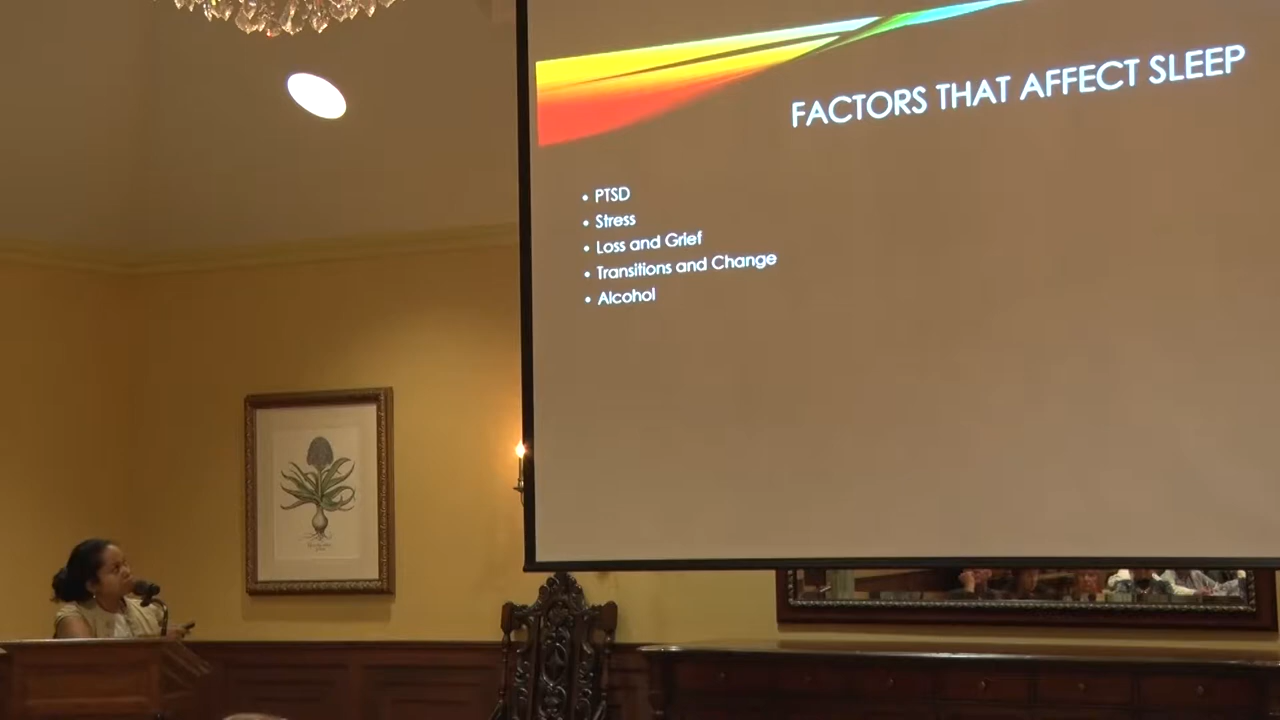 FACTORS THAT AFFECT SLEEP
• PTSD
• Stress
• Loss and Grief
• Transitions and Change
• Alcohol